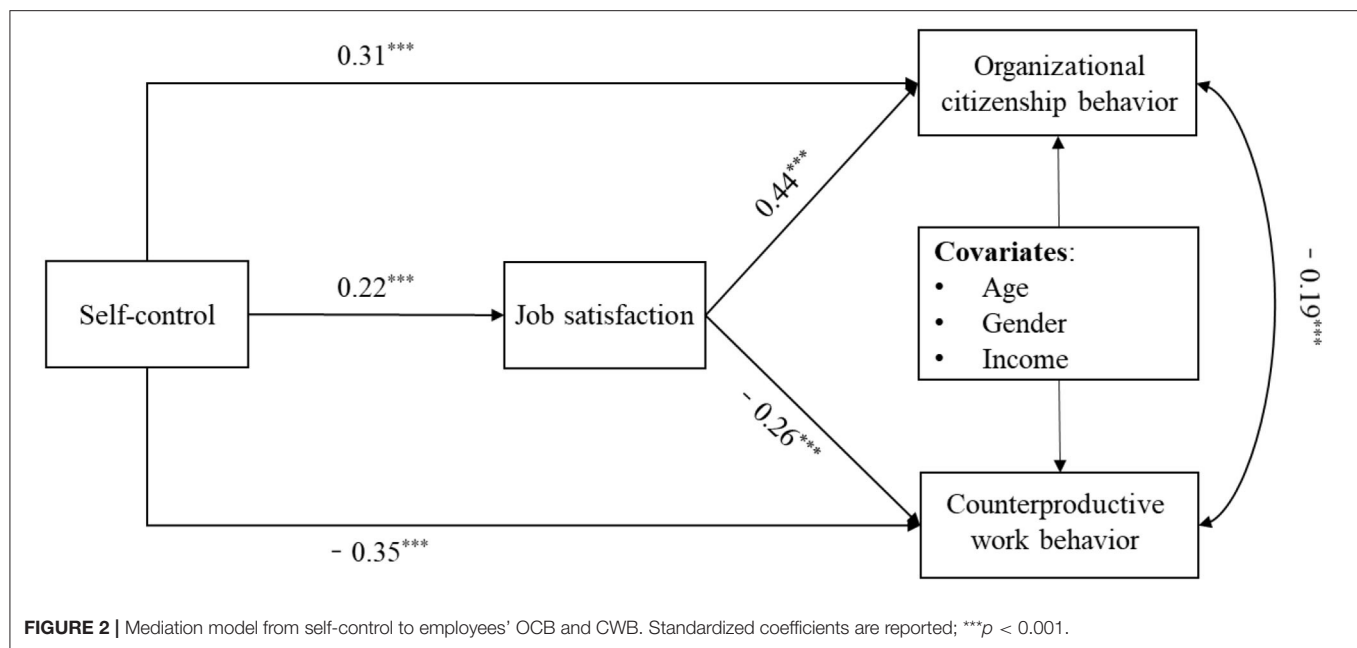 0.31***
Organizational
citizenship behavior
0.44***
Covariates:
• Age
• Gender
• Income
- 0.19***
Self-control
0.22***
Job satisfaction
- 0.26***
Counterproductive
work behavior
- 0.35***
FIGURE 2 | Mediation model from self-control to employees' OCB and CWB. Standardized coefficients are reported; ***p < 0.001.